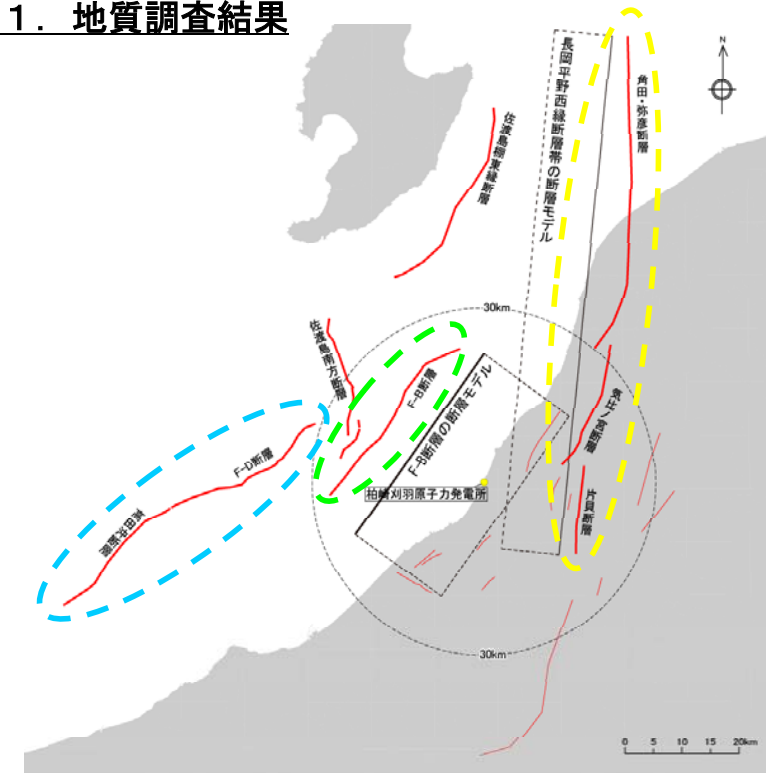 1．地質調査結果
N
長岡平野西縁断層帯の断層モデル
角田・弥彦断層
佐渡島棚東縁断層
30km
佐渡島南方断層
F-B断層
F-B断層の断層モデル
気比ノ宮断層
F-D断層
柏崎刈羽原子力発電所
片貝断層
高田沖断層
30km
0 5 10 15 20km